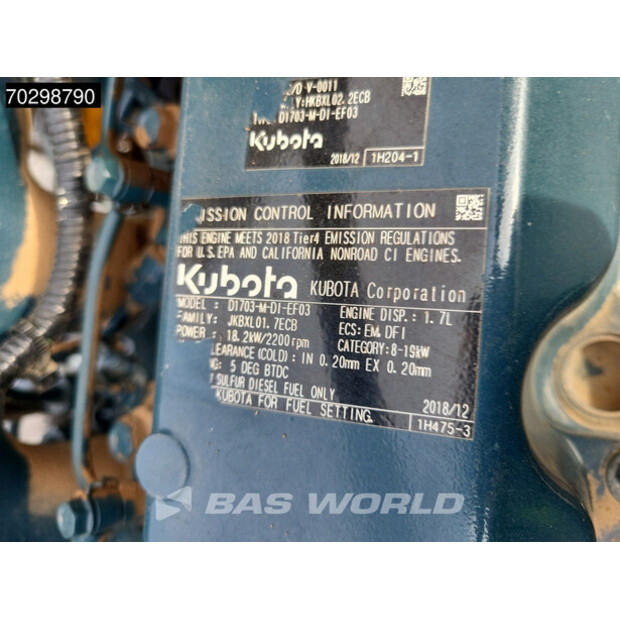 70298790
/D-V-0011
Y:HKBXL02.2ECB
D1703-M-DI-EF03
Kubota 2018/12 1H204-1
ISSION CONTROL INFORMATION
THIS ENGINE MEETS 2018 Tier4 EMISSION REGULATIONS
FOR U.S.EPA AND CALIFORNIA NONROAD CI ENGINES.
Kubota KUBOTA Corporation
MODEL : D1703-M-DI-EF03 ENGINE DISP.: 1.7L
FAMILY: JKBXL01.7ECB ECS: EM, DFI
POWER : 18.2kW/2200rpm CATEGORY: 8-19kW
LEARANCE (COLD) : IN 0.20mm EX 0.20mm
G: 5 DEG BTDC
SULFUR DIESEL FUEL ONLY
KUBOTA FOR FUEL SETTING. 2018/12
1H475-3
BAS WORLD